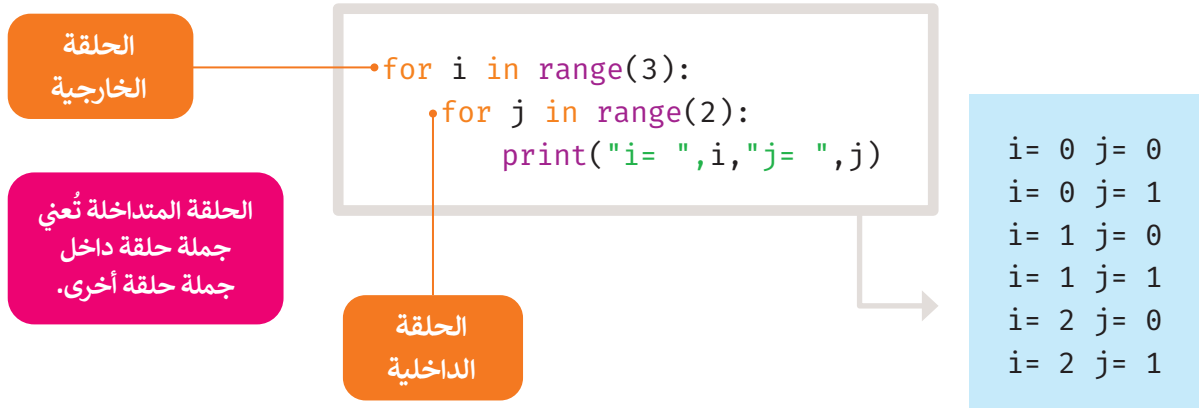 الحلقة
الخارجية
for i in range(3):
for j in range(2):
print("i= ",i,"j= ",j)
الحلقة المتداخلة تُعني
جملة حلقة داخل
جملة حلقة أخرى.
الحلقة
الداخلية
i= 0 j= 0
i= 0 j= 1
i= 1 j= 0
i= 1 j= 1
i= 2 j= 0
i= 2 j= 1